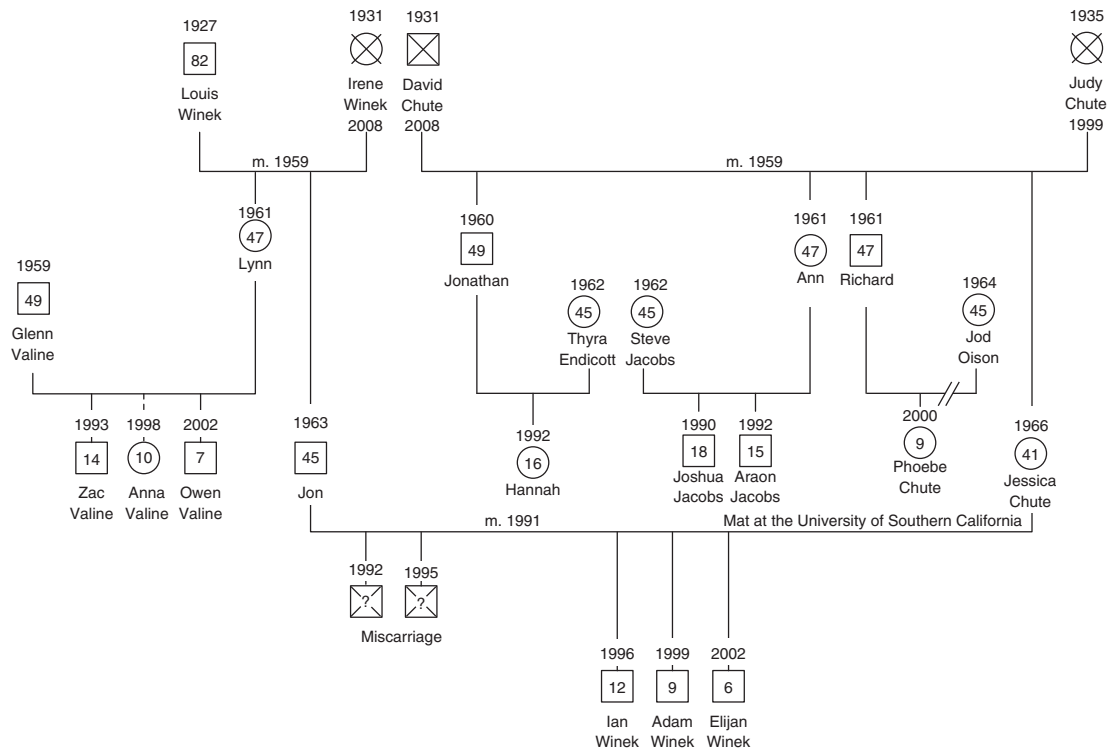 1927
82
Louis
Winek
1931
Irene
Winek
2008
1931
David
Chute
2008
1935
Judy
Chute
1999
m. 1959
m. 1959
1961
47
Lynn
1959
49
Glenn
Valine
1960
49
Jonathan
1962
45
Thyra
Endicott
1962
45
Steve
Jacobs
1961
47
Ann
1961
47
Richard
1964
45
Jod
Oison
1993
14
Zac
Valine
1998
10
Anna
Valine
2002
7
Owen
Valine
1963
45
Jon
1992
16
Hannah
1990
18
Joshua
Jacobs
1992
15
Araon
Jacobs
2000
9
Phoebe
Chute
1966
41
Jessica
Chute
m. 1991
Mat at the University of Southern California
1992
?
1995
?
Miscarriage
1996
12
Ian
Winek
1999
9
Adam
Winek
2002
6
Elijan
Winek